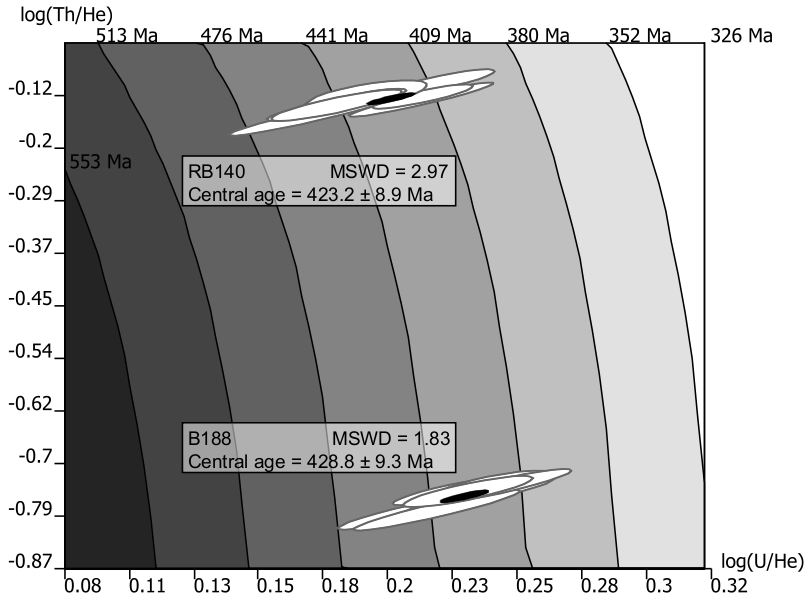 log(Th/He)
513 Ma 476 Ma 441 Ma 409 Ma 380 Ma 352 Ma 326 Ma
-0.12
-0.2
553 Ma
RB140 MSWD = 2.97
Central age = 423.2 ± 8.9 Ma
-0.29
-0.37
-0.45
-0.54
-0.62
B188 MSWD = 1.83
Central age = 428.8 ± 9.3 Ma
-0.7
-0.79
-0.87
log(U/He)
0.08 0.11 0.13 0.15 0.18 0.2 0.23 0.25 0.28 0.3 0.32